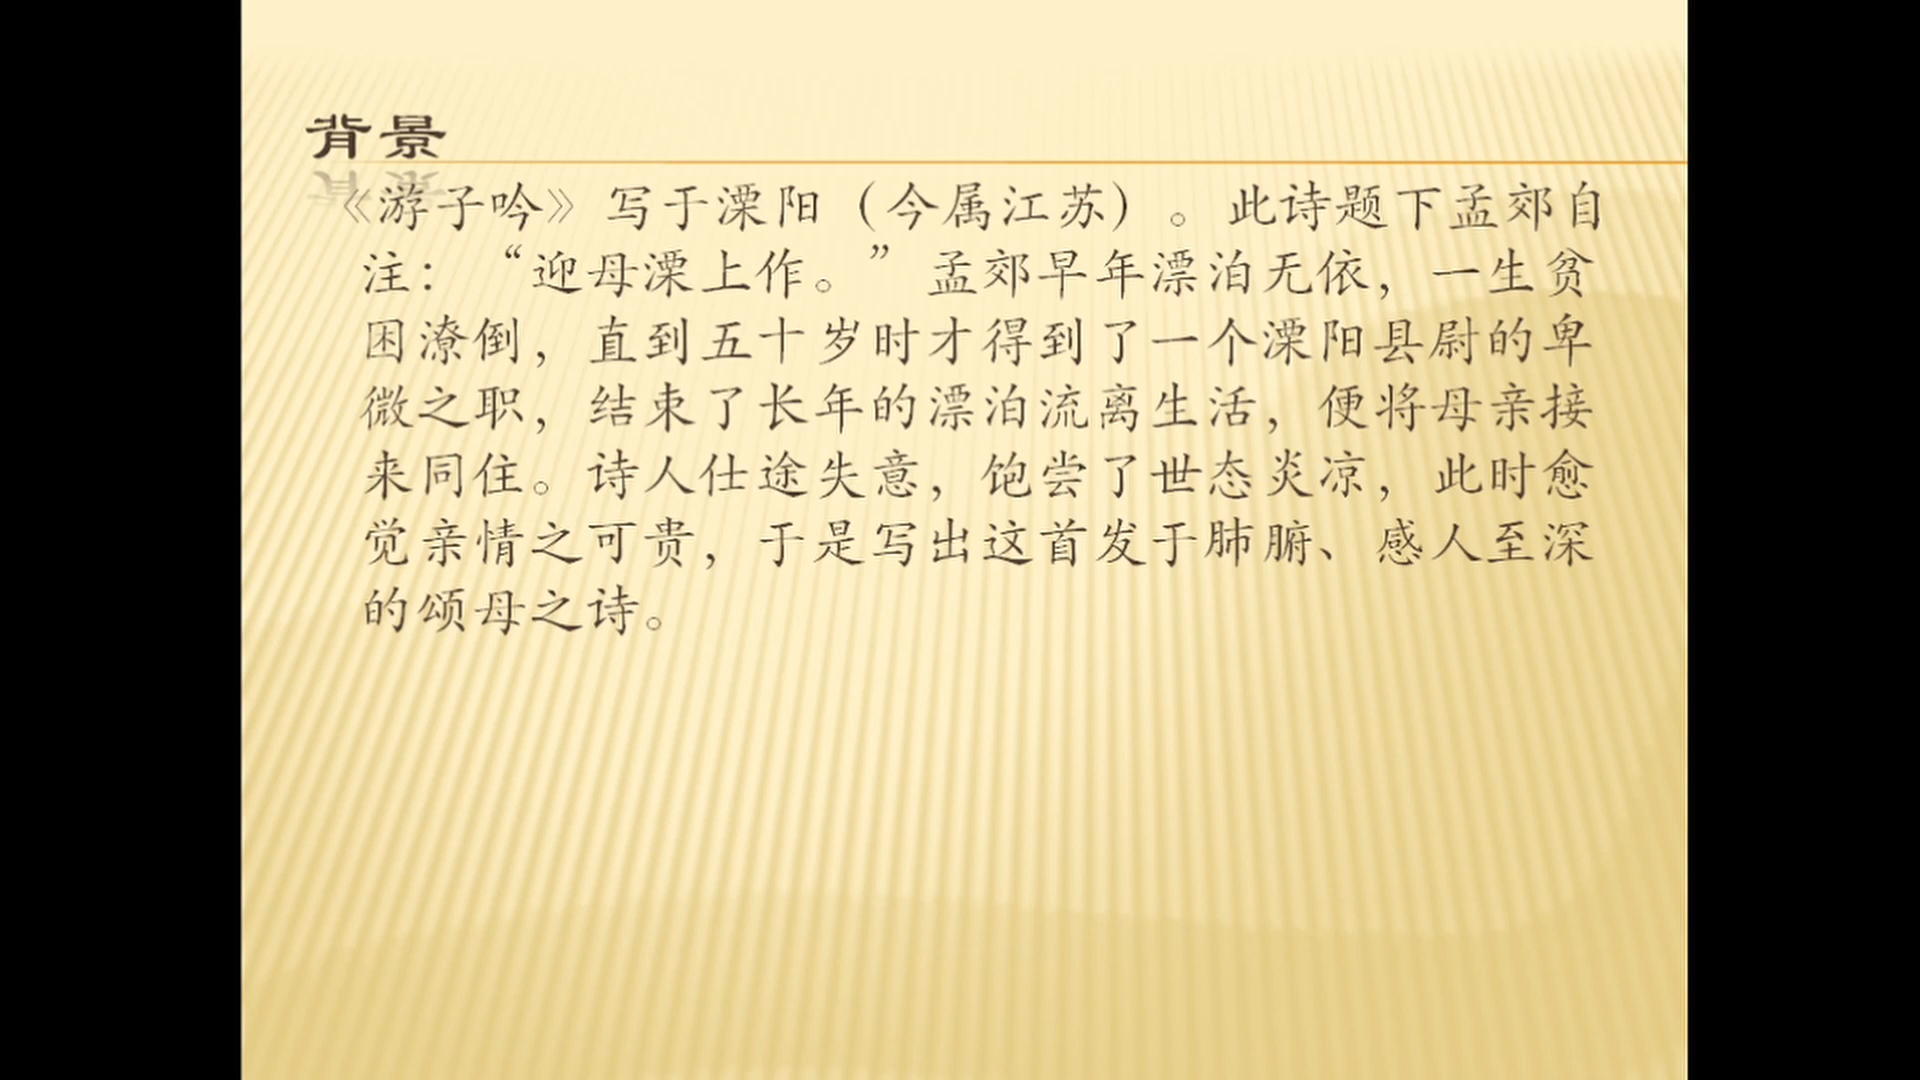 背景
《游子吟》写于溧阳（今属江苏）。此诗题下孟郊自
注：“迎母溧上作。”孟郊早年漂泊无依，一生贫
困潦倒，直到五十岁时才得到了一个溧阳县尉的卑
微之职，结束了长年的漂泊流离生活，便将母亲接
来同住。诗人仕途失意，饱尝了世态炎凉，此时愈
觉亲情之可贵，于是写出这首发于肺腑、感人至深
的颂母之诗。